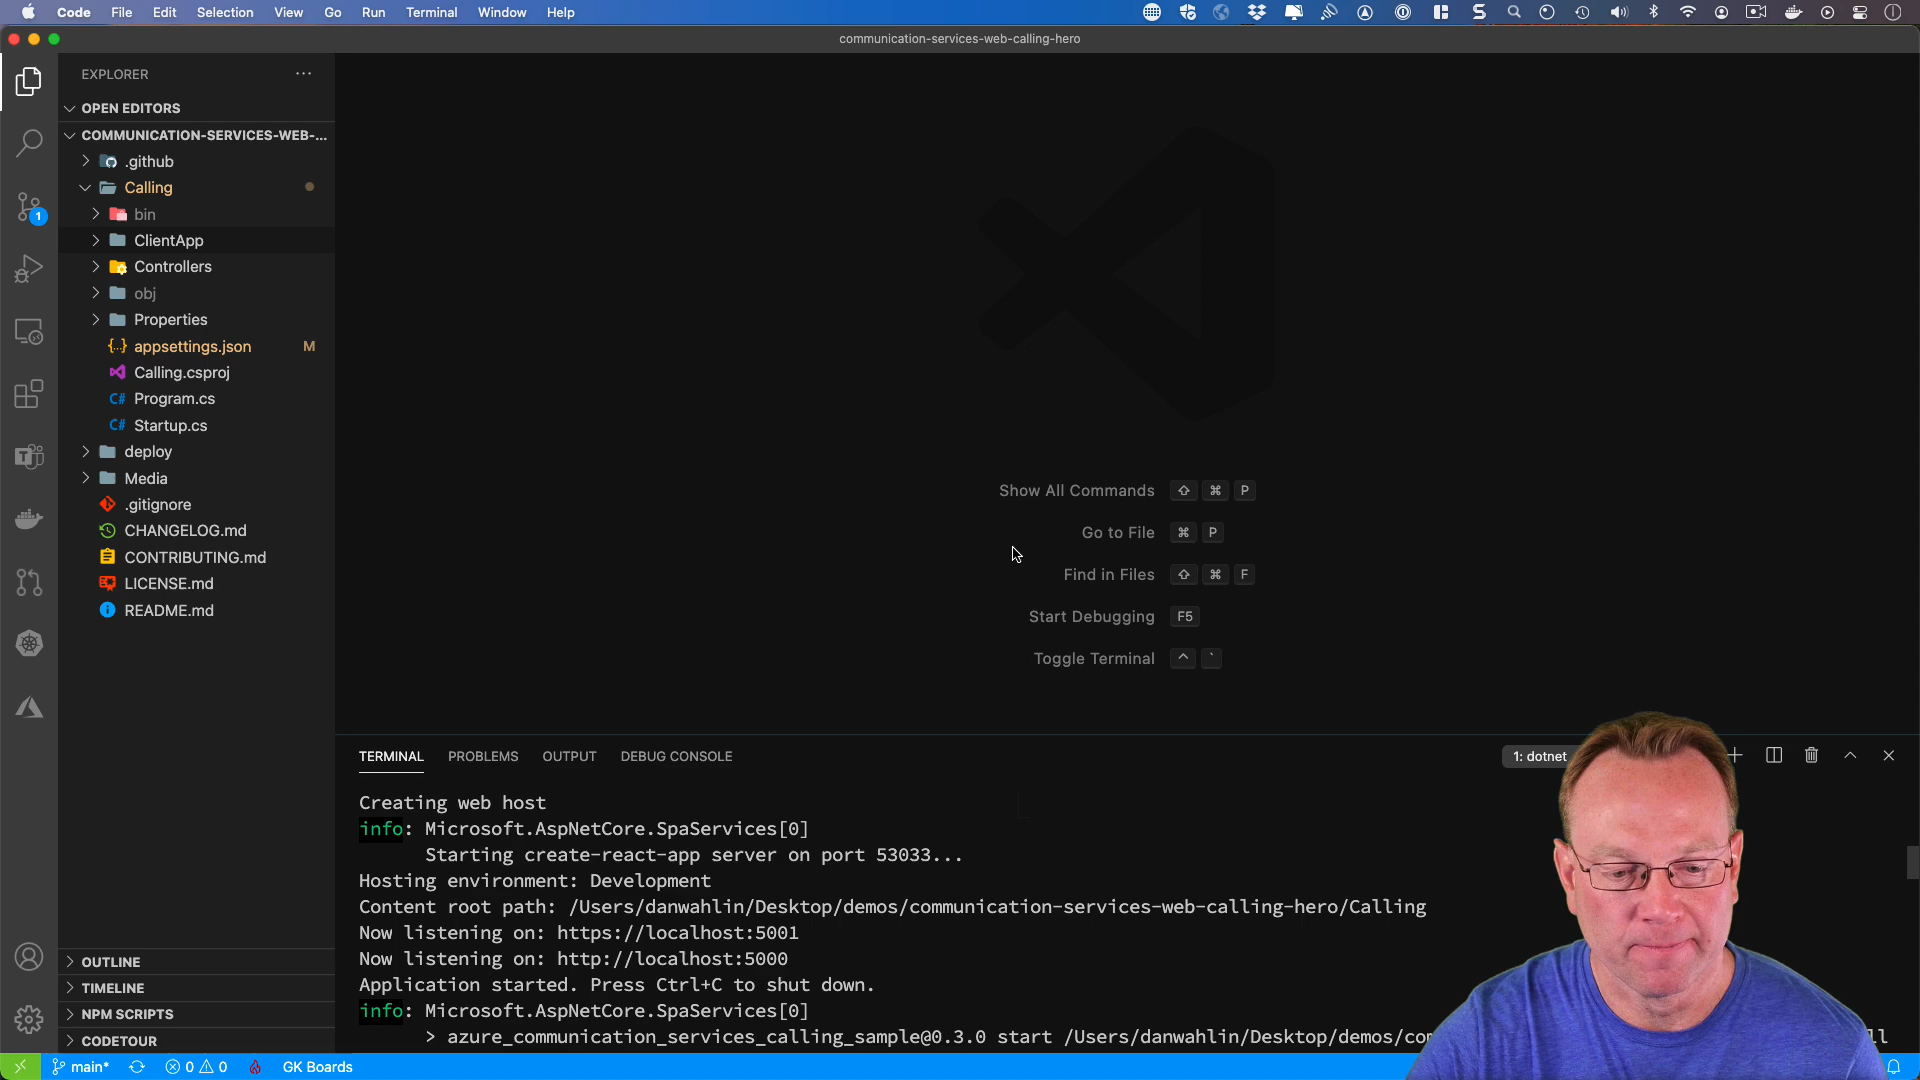 Code File Edit Selection View Go Run Terminal Window Help
communication-services-web-calling-hero
EXPLORER
OPEN EDITORS
COMMUNICATION-SERVICES-WEB-...
.github
Calling
bin
ClientApp
Controllers
obj
Properties
appsettings.json M
Calling.csproj
C# Program.cs
C# Startup.cs
deploy
Media
.gitignore
CHANGELOG.md
CONTRIBUTING.md
LICENSE.md
README.md
1
OUTLINE
TIMELINE
NPM SCRIPTS
CODETOUR
Show All Commands ⇧ ⌘ P
Go to File ⌘ P
Find in Files ⇧ ⌘ F
Start Debugging F5
Toggle Terminal ^ `
TERMINAL PROBLEMS OUTPUT DEBUG CONSOLE 1: dotnet
Creating web host
info: Microsoft.AspNetCore.SpaServices[0]
Starting create-react-app server on port 53033...
Hosting environment: Development
Content root path: /Users/danwahlin/Desktop/demos/communication-services-web-calling-hero/Calling
Now listening on: https://localhost:5001
Now listening on: http://localhost:5000
Application started. Press Ctrl+C to shut down.
info: Microsoft.AspNetCore.SpaServices[0]
> azure_communication_services_calling_sample@0.3.0 start /Users/danwahlin/Desktop/demos/co
main* 0 0 GK Boards